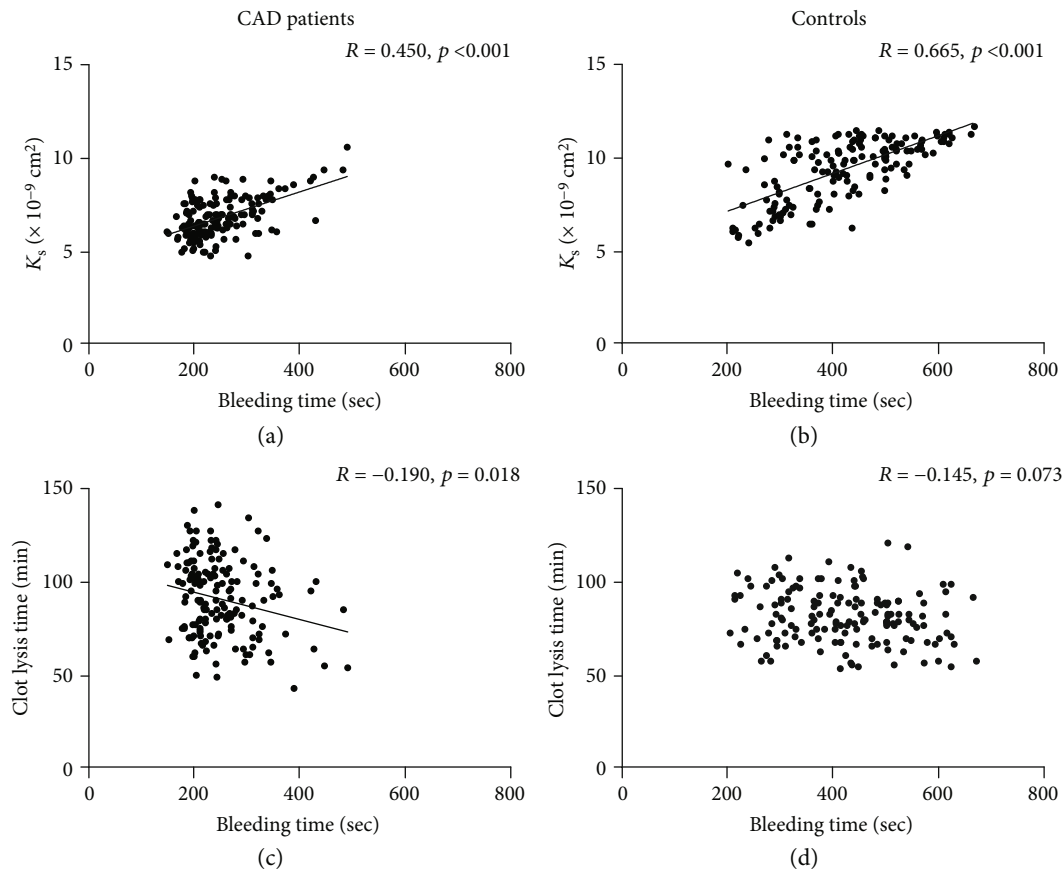 CAD patients
R = 0.450, p <0.001
15
10
5
0
Kₛ (× 10⁻⁹ cm²)
0 200 400 600 800
Bleeding time (sec)
(a)
Controls
R = 0.665, p <0.001
15
10
5
0
Kₛ (× 10⁻⁹ cm²)
0 200 400 600 800
Bleeding time (sec)
(b)
R = −0.190, p = 0.018
150
100
50
0
Clot lysis time (min)
0 200 400 600 800
Bleeding time (sec)
(c)
R = −0.145, p = 0.073
150
100
50
0
Clot lysis time (min)
0 200 400 600 800
Bleeding time (sec)
(d)